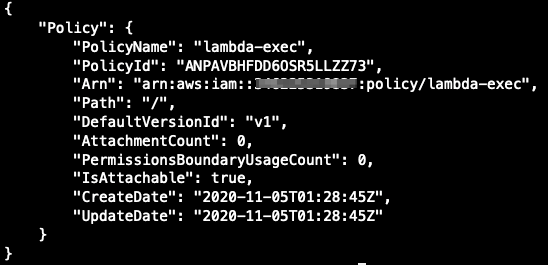 {
"Policy": {
"PolicyName": "lambda-exec",
"PolicyId": "ANPAVBHFDD6OSR5LLZZ73",
"Arn": "arn:aws:iam:: :policy/lambda-exec",
"Path": "/",
"DefaultVersionId": "v1",
"AttachmentCount": 0,
"PermissionsBoundaryUsageCount": 0,
"IsAttachable": true,
"CreateDate": "2020-11-05T01:28:45Z",
"UpdateDate": "2020-11-05T01:28:45Z"
}
}